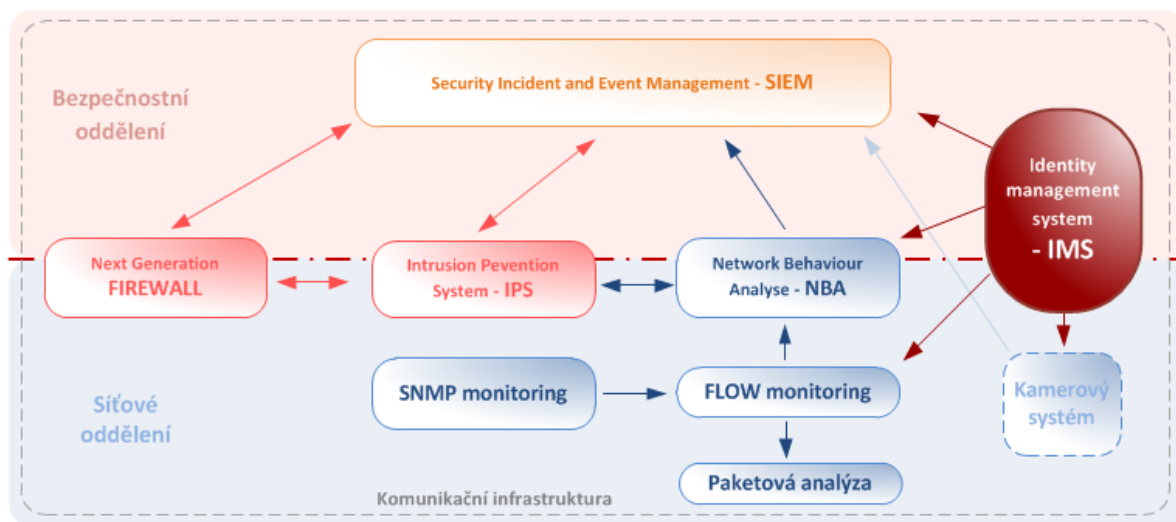 Security Incident and Event Management - SIEM
Bezpečnostní
oddělení
Identity
management
system
- IMS
Next Generation
FIREWALL
Intrusion Pevention
System - IPS
Network Behaviour
Analyse - NBA
SNMP monitoring
FLOW monitoring
Kamerový
systém
Síťové
oddělení
Paketová analýza
Komunikační infrastruktura